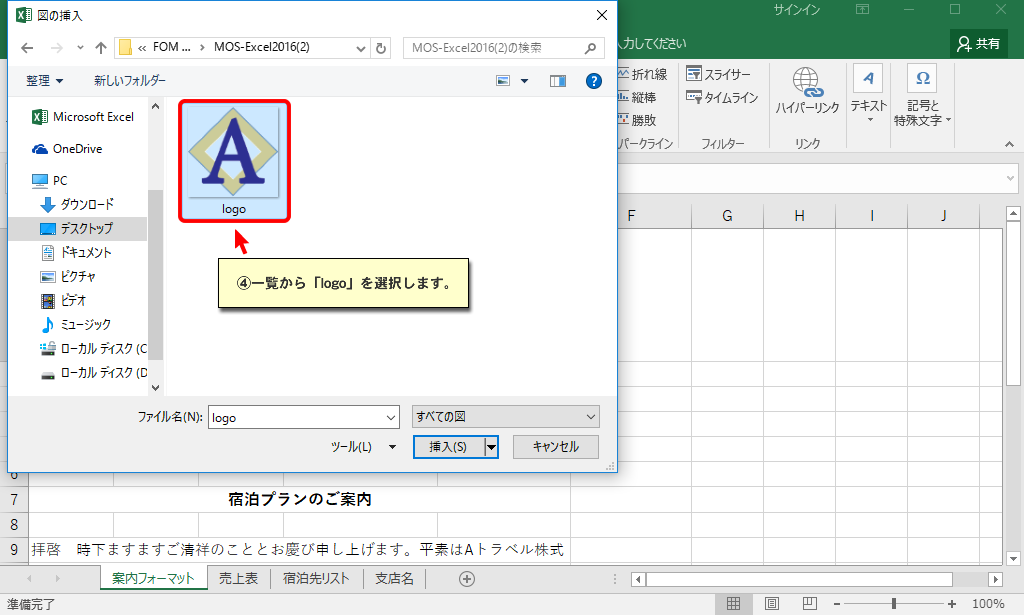 図の挿入
サインイン
« FOM ... › MOS-Excel2016(2)
MOS-Excel2016(2)の検索
入力してください
共有
整理
新しいフォルダー
Microsoft Excel
OneDrive
PC
ダウンロード
デスクトップ
ドキュメント
ピクチャ
ビデオ
ミュージック
ローカル ディスク (C
ローカル ディスク (D
A
logo
④一覧から「logo」を選択します。
ファイル名(N):
logo
すべての図
ツール(L)
挿入(S)
キャンセル
折れ線
縦棒
勝敗
パークライン
スライサー
タイムライン
フィルター
ハイパーリンク
リンク
テキスト
記号と
特殊文字
F G H I J
6
7 宿泊プランのご案内
8
9 拝啓　時下ますますご清祥のこととお慶び申し上げます。平素はAトラベル株式
案内フォーマット 売上表 宿泊先リスト 支店名
準備完了
100%